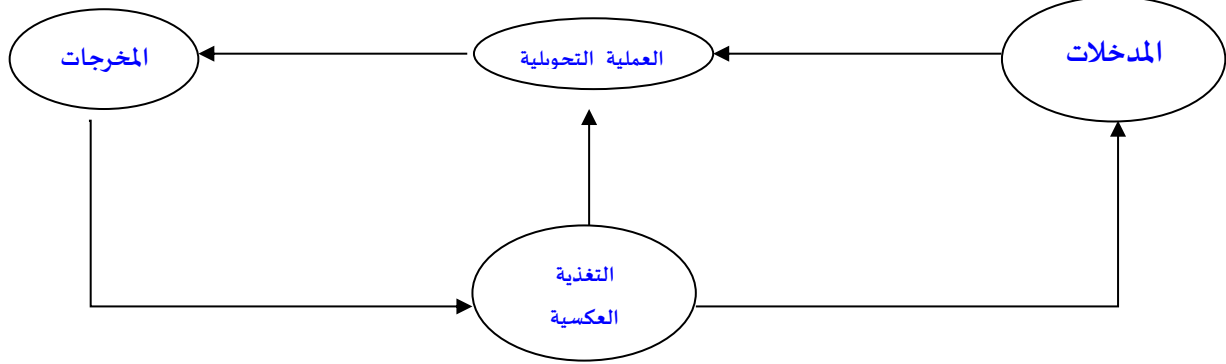 المدخلات
العملية التحويلية
المخرجات
التغذية
العكسية